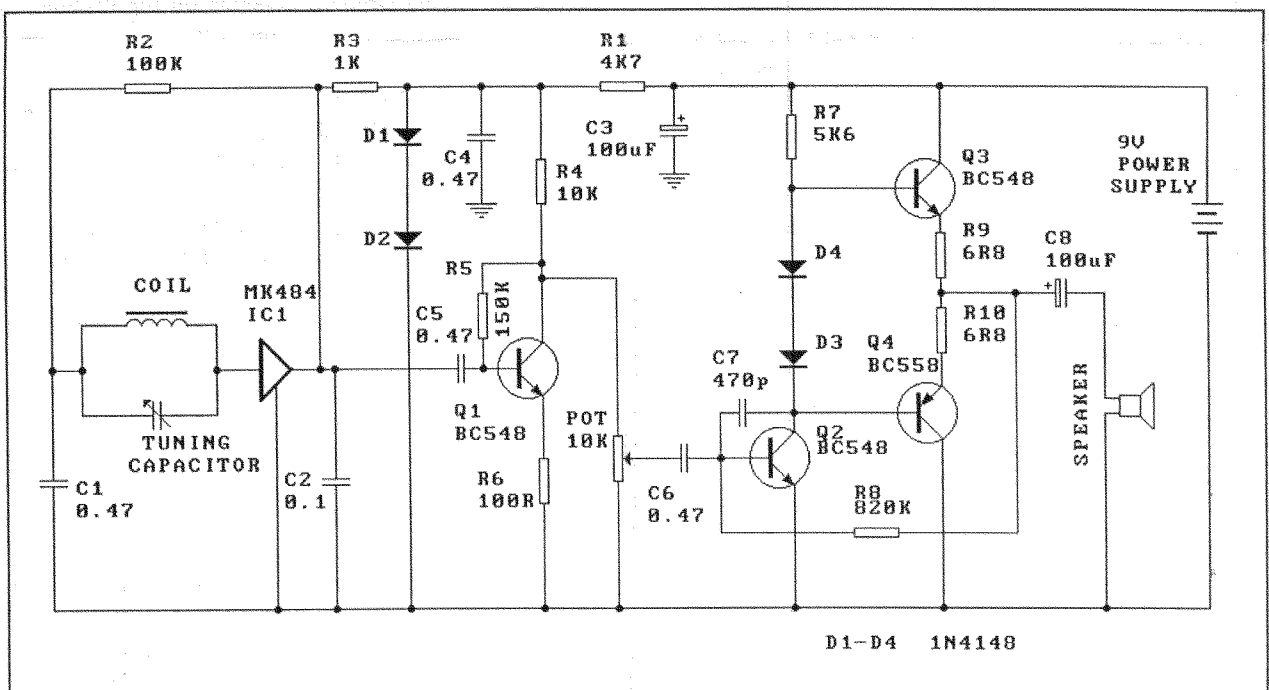 R2
100K
R3
1K
R1
4K7
D1
C4
0.47
R4
10K
C3
+
100uF
R7
5K6
Q3
BC548
9V
POWER
SUPPLY
D2
R5
150K
D4
R9
6R8
C8
100uF
+
COIL
MK484
IC1
C5
0.47
D3
C7
470p
Q4
BC558
R10
6R8
TUNING
CAPACITOR
Q1
BC548
POT
10K
Q2
BC548
SPEAKER
C1
0.47
C2
0.1
R6
100R
C6
0.47
R8
820K
D1-D4 1N4148